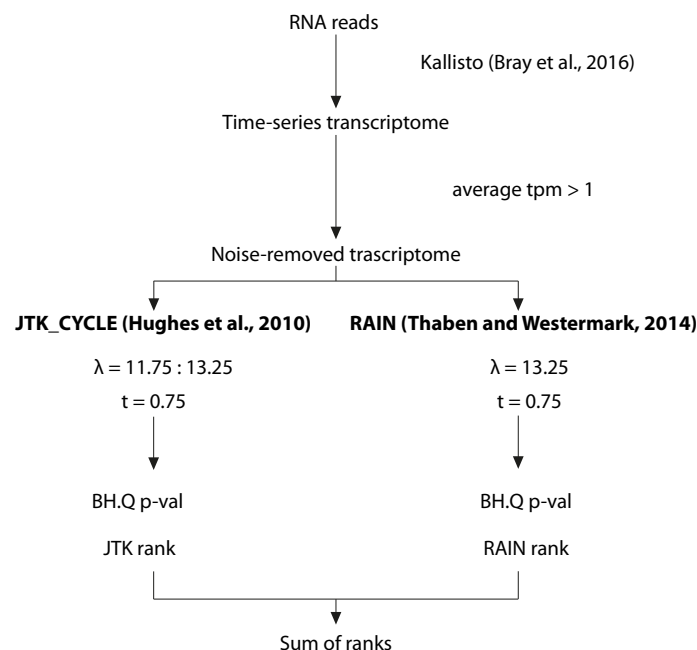 RNA reads
Kallisto (Bray et al., 2016)
Time-series transcriptome
average tpm > 1
Noise-removed trascriptome
JTK_CYCLE (Hughes et al., 2010)
λ = 11.75 : 13.25
t = 0.75
BH.Q p-val
JTK rank
RAIN (Thaben and Westermark, 2014)
λ = 13.25
t = 0.75
BH.Q p-val
RAIN rank
Sum of ranks